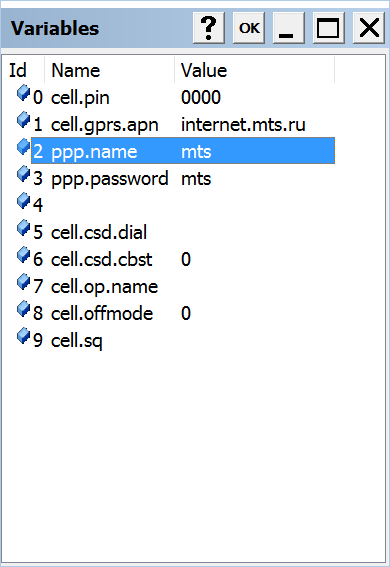 Variables ? OK
Id Name Value
0 cell.pin 0000
1 cell.gprs.apn internet.mts.ru
2 ppp.name mts
3 ppp.password mts
4
5 cell.csd.dial
6 cell.csd.cbst 0
7 cell.op.name
8 cell.offmode 0
9 cell.sq